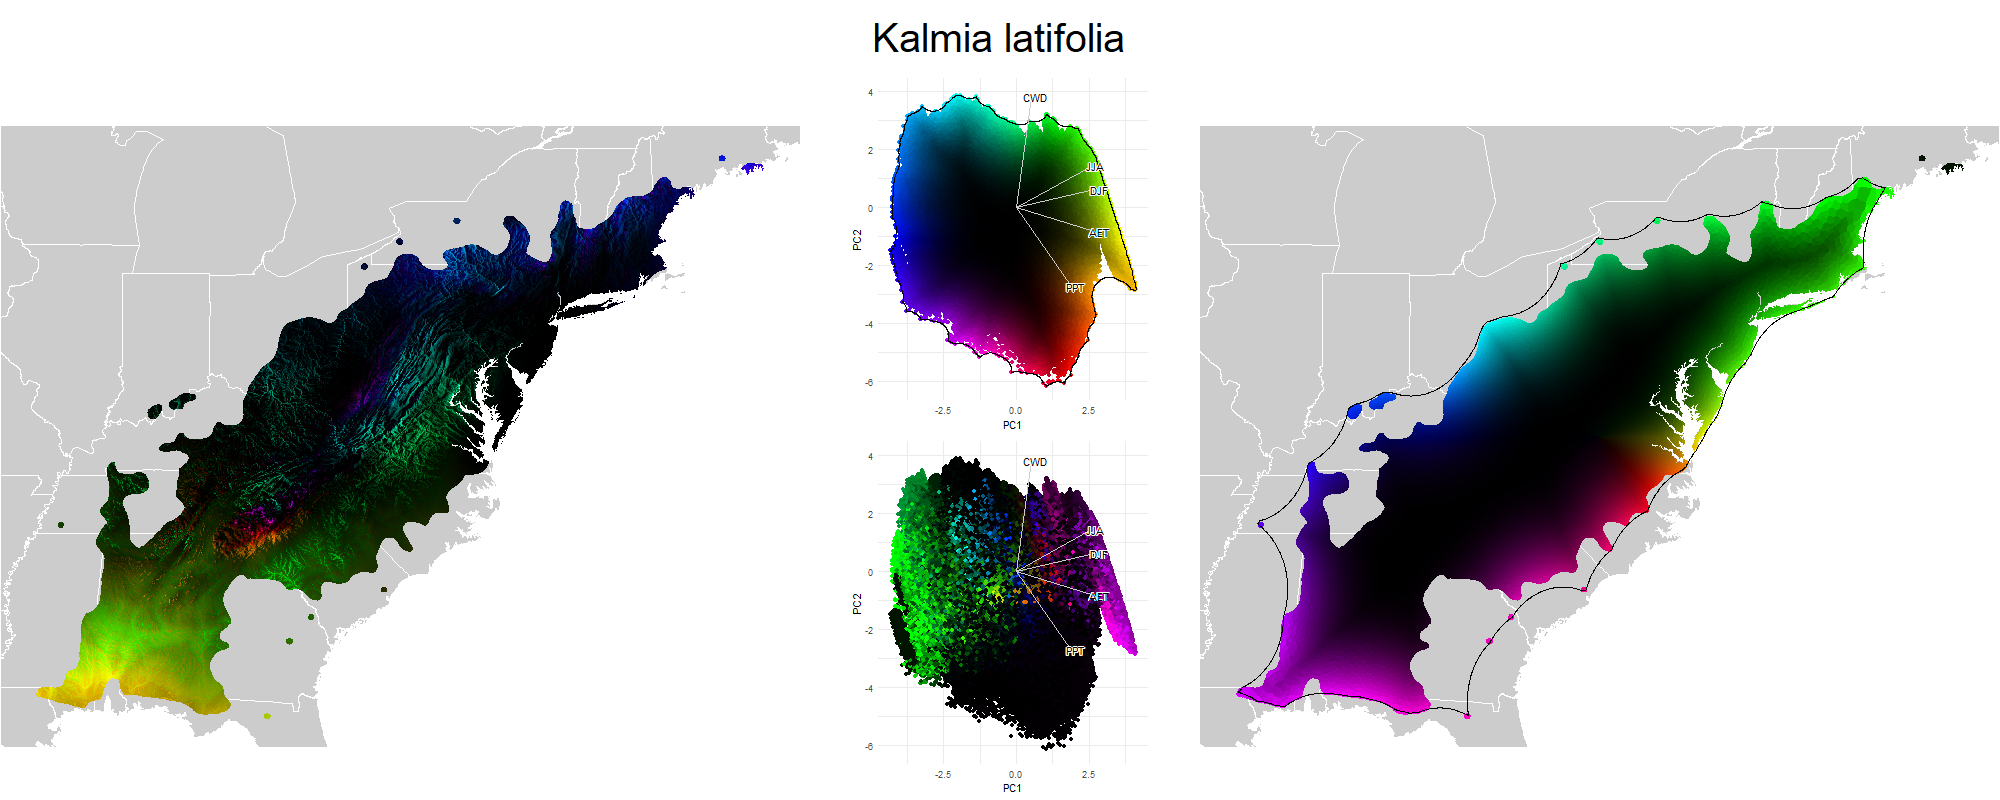 Kalmia latifolia
4
2
0
-2
-4
-6
PC2
CWD
JJA
DJF
AET
PPT
-2.5
0.0
2.5
PC1
4
2
0
-2
-4
-6
PC2
CWD
JJA
DJF
AET
PPT
-2.5
0.0
2.5
PC1